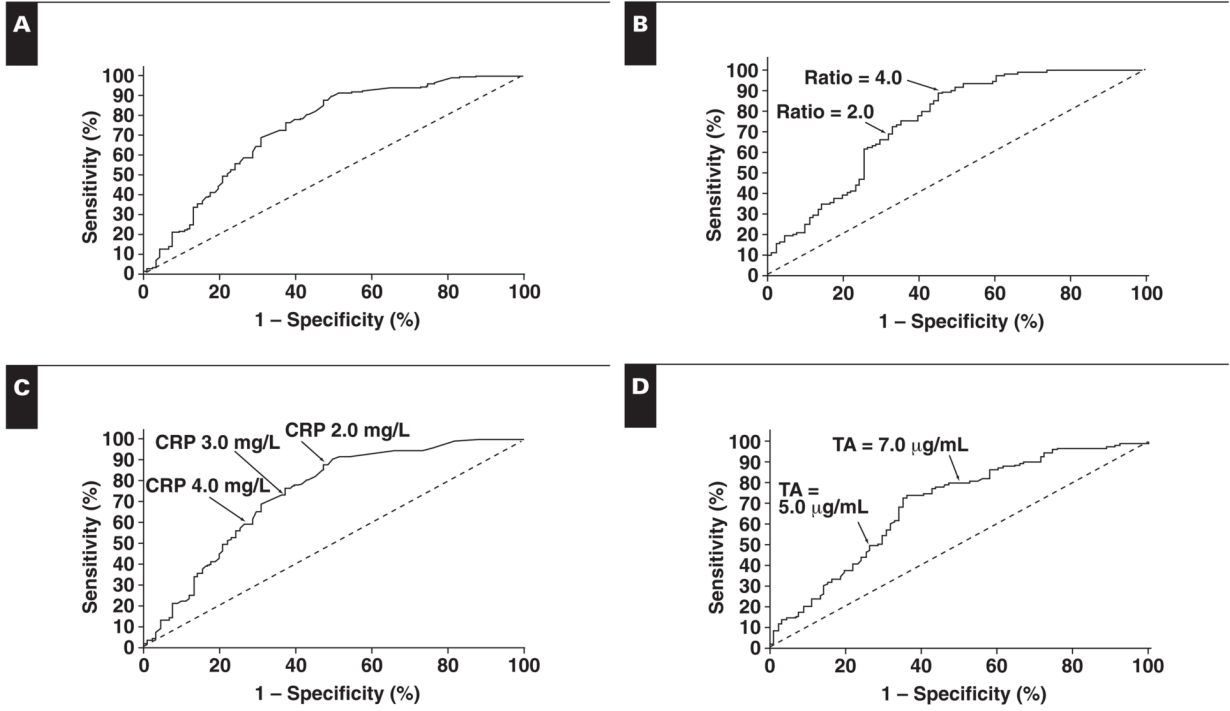 A
100
90
80
70
60
50
40
30
20
10
0
Sensitivity (%)
0 20 40 60 80 100
1 – Specificity (%)
B
100
90
80
70
60
50
40
30
20
10
0
Sensitivity (%)
Ratio = 4.0
Ratio = 2.0
0 20 40 60 80 100
1 – Specificity (%)
C
100
90
80
70
60
50
40
30
20
10
0
Sensitivity (%)
CRP 2.0 mg/L
CRP 3.0 mg/L
CRP 4.0 mg/L
0 20 40 60 80 100
1 – Specificity (%)
D
100
90
80
70
60
50
40
30
20
10
0
Sensitivity (%)
TA = 7.0 μg/mL
TA =
5.0 μg/mL
0 20 40 60 80 100
1 – Specificity (%)